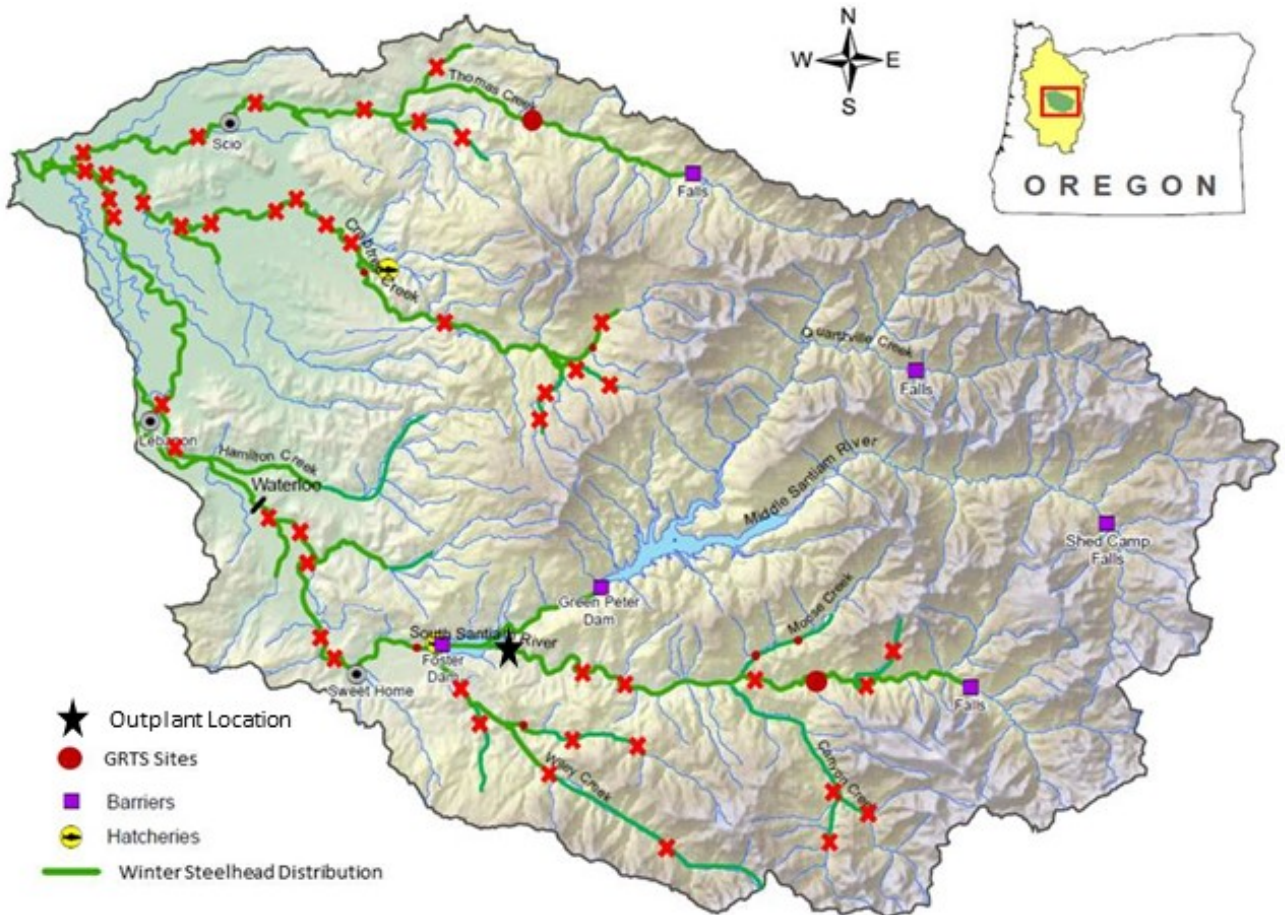 N
W E
S
OREGON
Thomas Creek
Scio
Falls
Crabtree Creek
Quartzville Creek
Falls
Lebanon
Hamilton Creek
Waterloo
Middle Santiam River
Shed Camp
Falls
Green Peter
Dam
Moose Creek
South Santiam River
Foster
Dam
Sweet Home
Falls
Wiley Creek
Canyon Creek
Outplant Location
GRTS Sites
Barriers
Hatcheries
Winter Steelhead Distribution